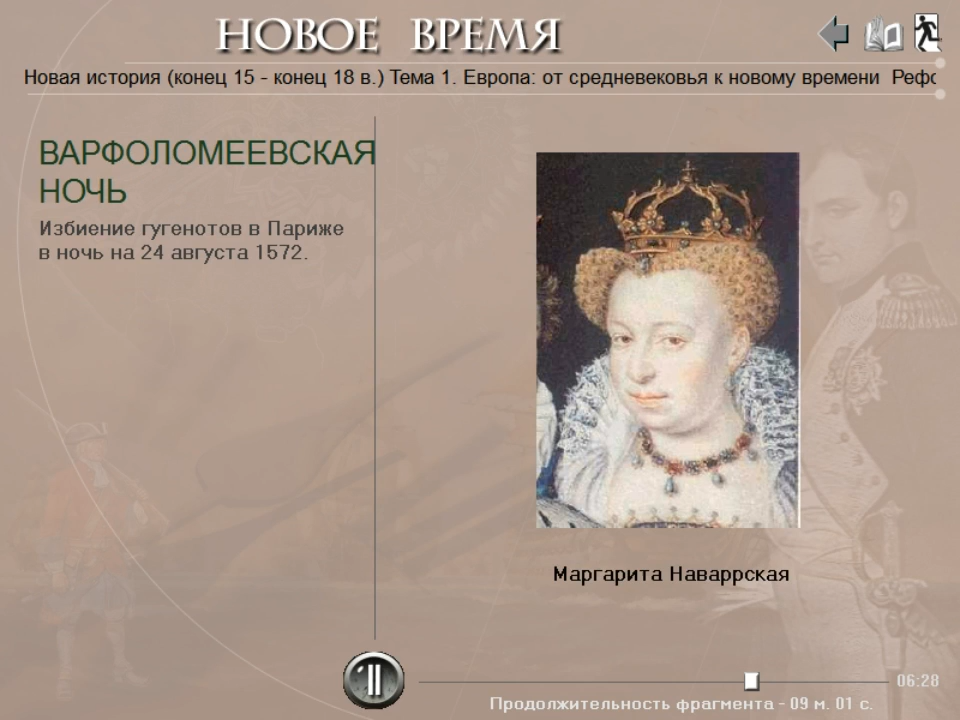 НОВОЕ ВРЕМЯ
Новая история (конец 15 - конец 18 в.) Тема 1. Европа: от средневековья к новому времени Рефо
ВАРФОЛОМЕЕВСКАЯ
НОЧЬ
Избиение гугенотов в Париже
в ночь на 24 августа 1572.
Маргарита Наваррская
06:28
Продолжительность фрагмента - 09 м. 01 с.